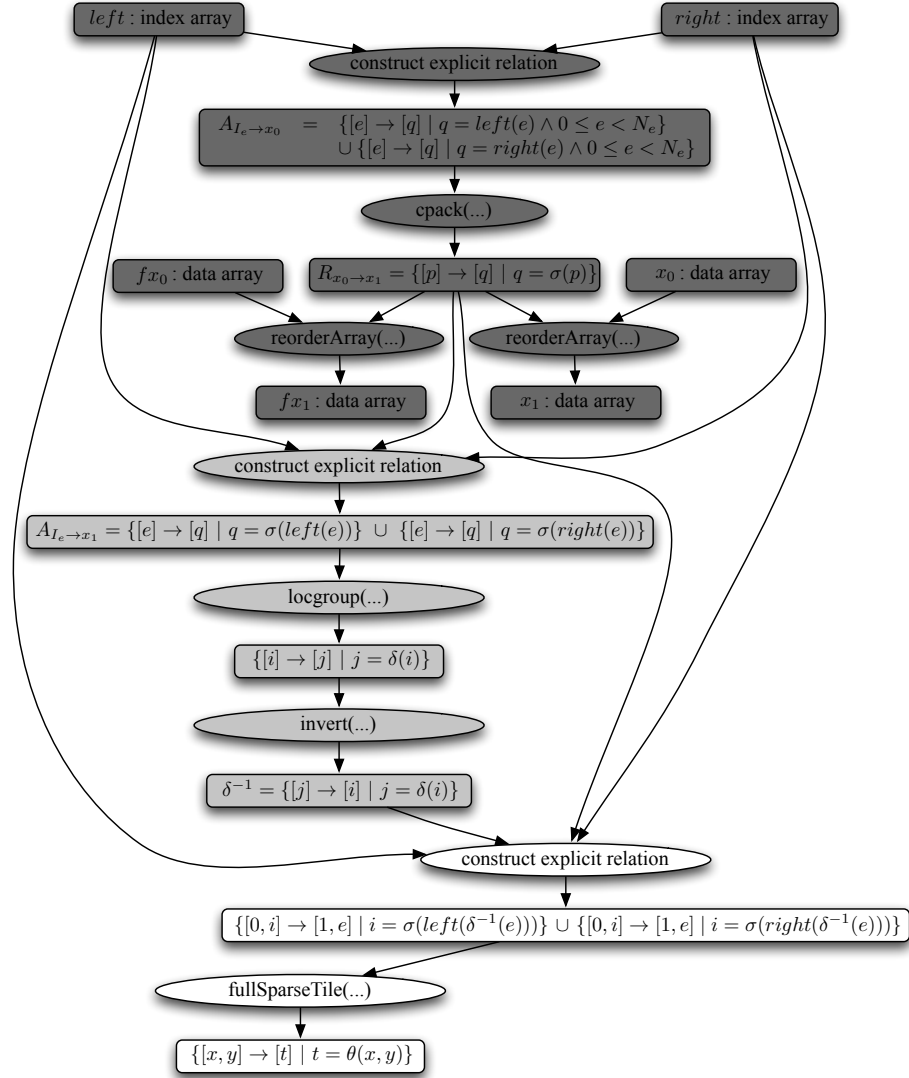 left : index array
right : index array
construct explicit relation
A_{I_e→x_0} = {[e] → [q] | q = left(e) ∧ 0 ≤ e < N_e}
∪ {[e] → [q] | q = right(e) ∧ 0 ≤ e < N_e}
cpack(...)
fx_0 : data array
R_{x_0→x_1} = {[p] → [q] | q = σ(p)}
x_0 : data array
reorderArray(...)
reorderArray(...)
fx_1 : data array
x_1 : data array
construct explicit relation
A_{I_e→x_1} = {[e] → [q] | q = σ(left(e))} ∪ {[e] → [q] | q = σ(right(e))}
locgroup(...)
{[i] → [j] | j = δ(i)}
invert(...)
δ^{-1} = {[j] → [i] | j = δ(i)}
construct explicit relation
{[0, i] → [1, e] | i = σ(left(δ^{-1}(e)))} ∪ {[0, i] → [1, e] | i = σ(right(δ^{-1}(e)))}
fullSparseTile(...)
{[x, y] → [t] | t = θ(x, y)}